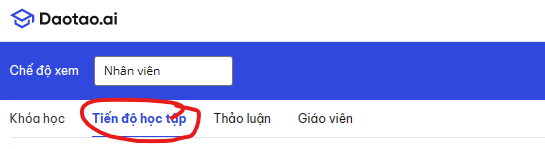 Daotao.ai
Chế độ xem Nhân viên
Khóa học Tiến độ học tập Thảo luận Giáo viên